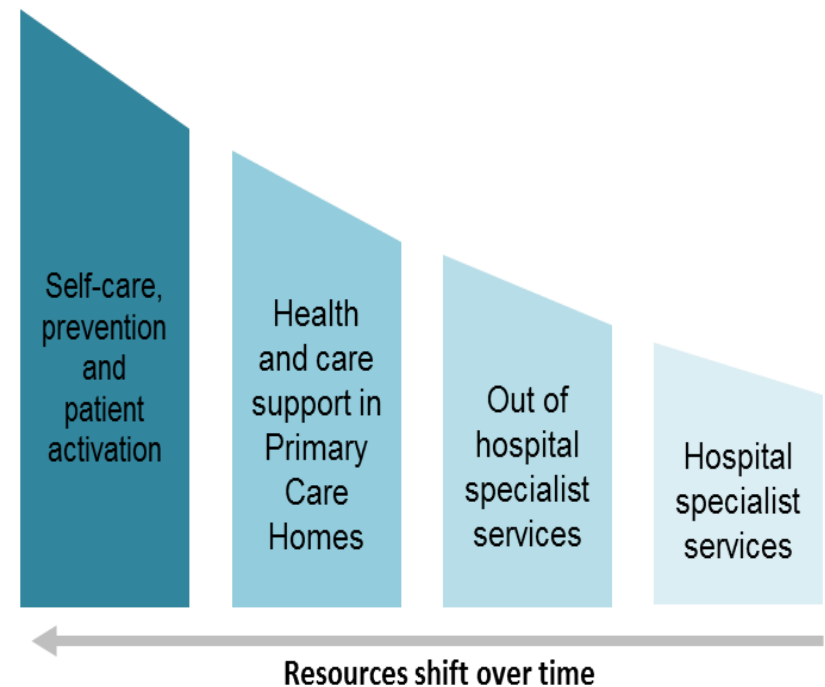 Self-care,
prevention
and
patient
activation
Health
and care
support in
Primary
Care
Homes
Out of
hospital
specialist
services
Hospital
specialist
services
Resources shift over time